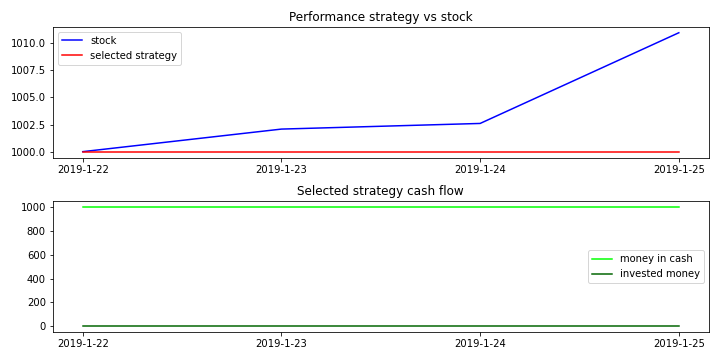 Performance strategy vs stock
stock
selected strategy
1010.0
1007.5
1005.0
1002.5
1000.0
2019-1-22 2019-1-23 2019-1-24 2019-1-25
Selected strategy cash flow
1000
800
600
400
200
0
money in cash
invested money
2019-1-22 2019-1-23 2019-1-24 2019-1-25